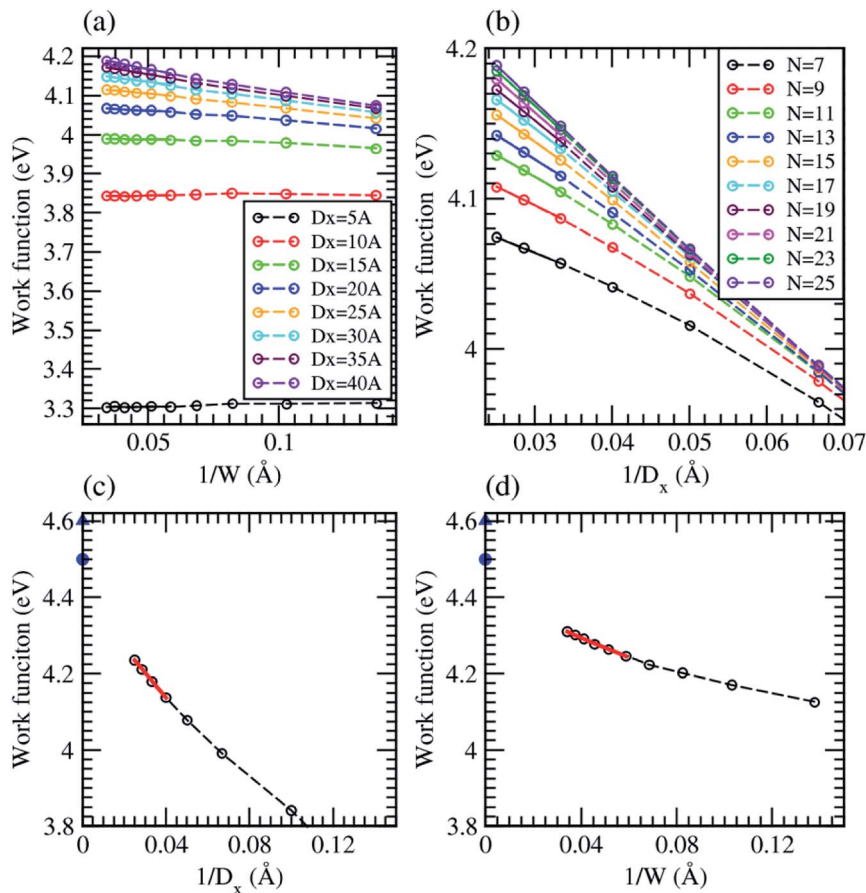 (a)
4.2
4.1
4
3.9
3.8
3.7
3.6
3.5
3.4
3.3
Work function (eV)
Dx=5A
Dx=10A
Dx=15A
Dx=20A
Dx=25A
Dx=30A
Dx=35A
Dx=40A
0.05 0.1
1/W (Å)
(b)
4.2
4.1
4
Work function (eV)
N=7
N=9
N=11
N=13
N=15
N=17
N=19
N=21
N=23
N=25
0.03 0.04 0.05 0.06 0.07
1/Dx (Å)
(c)
4.6
4.4
4.2
4
3.8
Work funciton (eV)
0 0.04 0.08 0.12
1/Dx (Å)
(d)
4.6
4.4
4.2
4
3.8
Work function (eV)
0 0.04 0.08 0.12
1/W (Å)